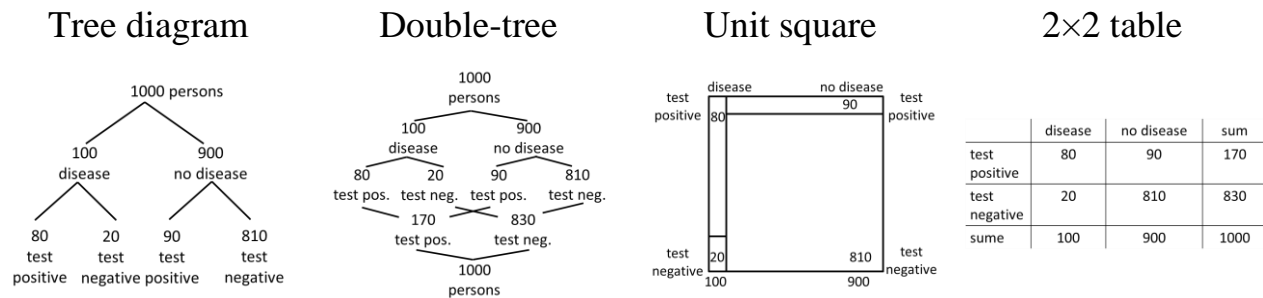 Tree diagram
Double-tree
Unit square
2×2 table
1000 persons
100 900
disease no disease
80 20 90 810
test test test test
positive negative positive negative
1000
persons
100 900
disease no disease
80 20 90 810
test pos. test neg. test pos. test neg.
170 830
test pos. test neg.
1000
persons
disease no disease
test 90 test
positive 80 positive
test 20 810 test
negative negative
100 900
disease no disease sum
test 80 90 170
positive
test 20 810 830
negative
sume 100 900 1000